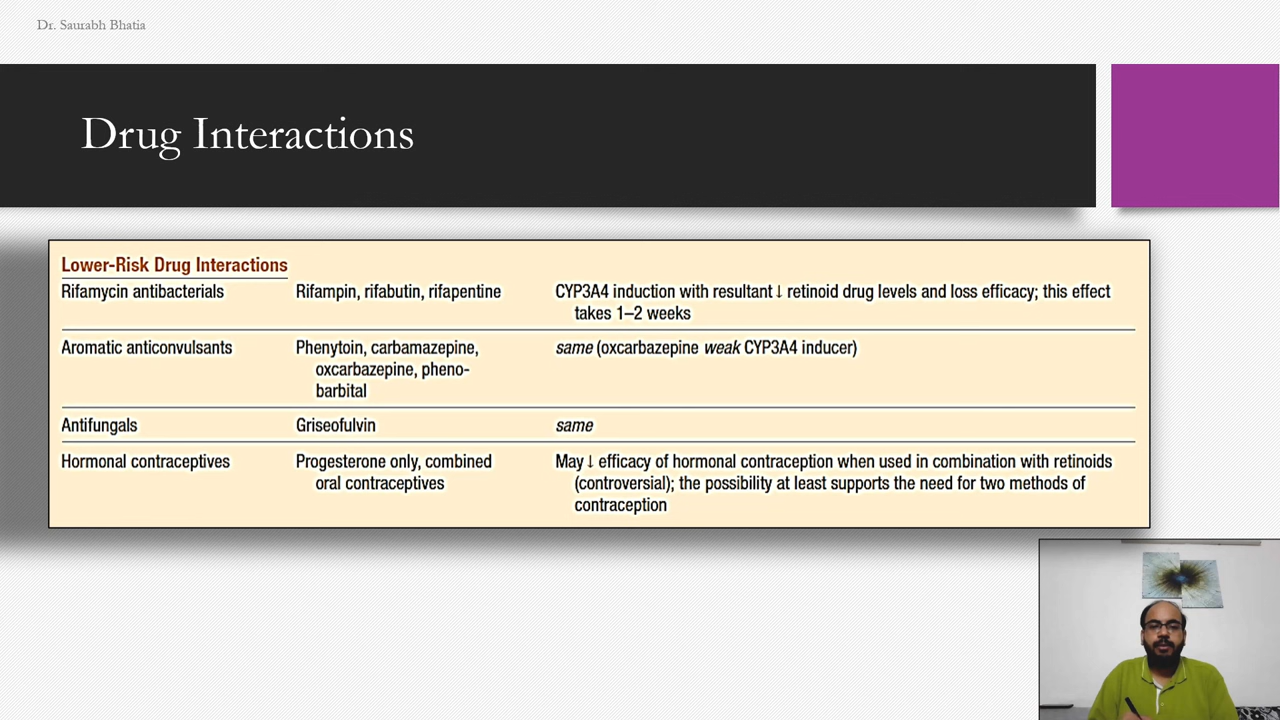 Dr. Saurabh Bhatia
Drug Interactions
Lower-Risk Drug Interactions
Rifamycin antibacterials Rifampin, rifabutin, rifapentine CYP3A4 induction with resultant ↓ retinoid drug levels and loss efficacy; this effect
takes 1–2 weeks
Aromatic anticonvulsants Phenytoin, carbamazepine, same (oxcarbazepine weak CYP3A4 inducer)
oxcarbazepine, pheno-
barbital
Antifungals Griseofulvin same
Hormonal contraceptives Progesterone only, combined May ↓ efficacy of hormonal contraception when used in combination with retinoids
oral contraceptives (controversial); the possibility at least supports the need for two methods of
contraception